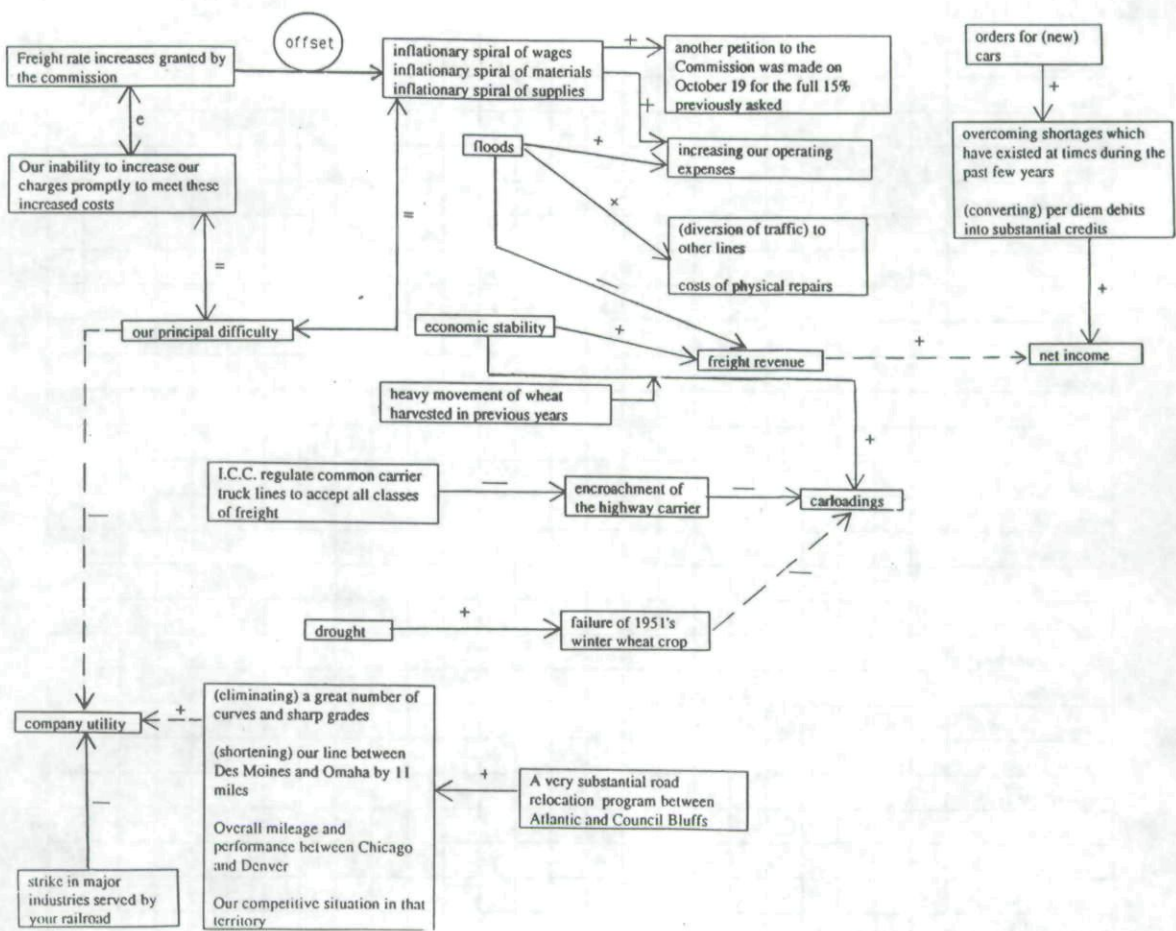 offset
Freight rate increases granted by
the commission
inflationary spiral of wages
inflationary spiral of materials
inflationary spiral of supplies
+
another petition to the
Commission was made on
October 19 for the full 15%
previously asked
orders for (new)
cars
+
+
e
floods
+
increasing our operating
expenses
overcoming shortages which
have existed at times during the
past few years
(converting) per diem debits
into substantial credits
Our inability to increase our
charges promptly to meet these
increased costs
=
×
(diversion of traffic) to
other lines
costs of physical repairs
=
—
+
our principal difficulty
economic stability
+
freight revenue
+
net income
heavy movement of wheat
harvested in previous years
+
I.C.C. regulate common carrier
truck lines to accept all classes
of freight
—
encroachment of
the highway carrier
—
carloadings
—
—
drought
+
failure of 1951's
winter wheat crop
company utility
+
(eliminating) a great number of
curves and sharp grades
(shortening) our line between
Des Moines and Omaha by 11
miles
Overall mileage and
performance between Chicago
and Denver
Our competitive situation in that
territory
+
A very substantial road
relocation program between
Atlantic and Council Bluffs
—
strike in major
industries served by
your railroad